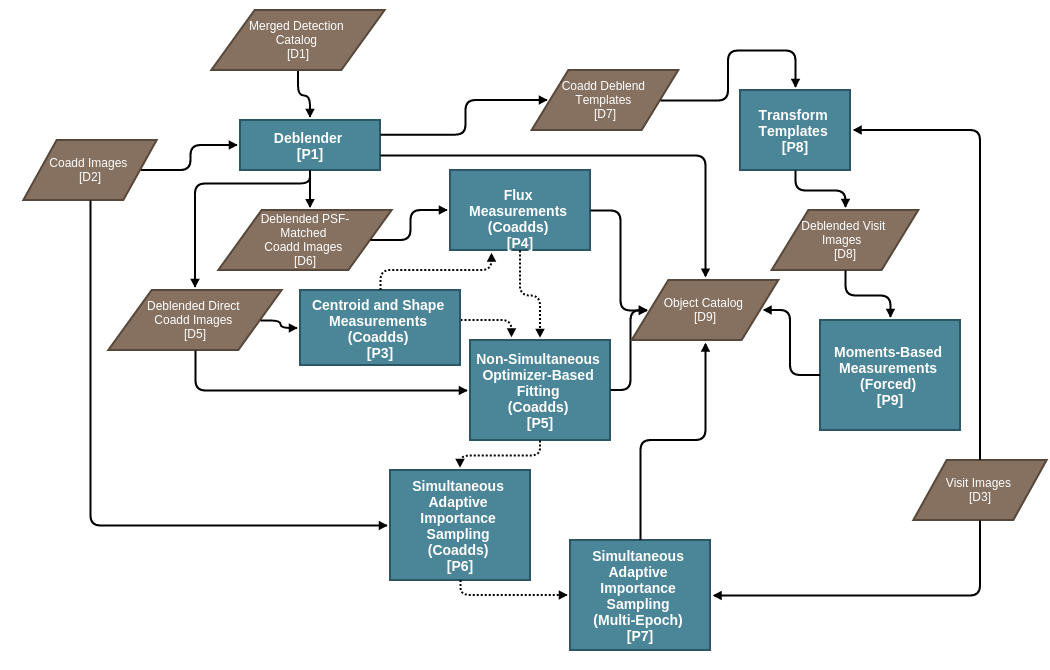 Merged Detection
Catalog
[D1]
Coadd Deblend
Templates
[D7]
Transform
Templates
[P8]
Deblender
[P1]
Coadd Images
[D2]
Flux
Measurements
(Coadds)
[P4]
Deblended PSF-
Matched
Coadd Images
[D6]
Deblended Visit
Images
[D8]
Deblended Direct
Coadd Images
[D5]
Centroid and Shape
Measurements
(Coadds)
[P3]
Object Catalog
[D9]
Non-Simultaneous
Optimizer-Based
Fitting
(Coadds)
[P5]
Moments-Based
Measurements
(Forced)
[P9]
Visit Images
[D3]
Simultaneous
Adaptive
Importance
Sampling
(Coadds)
[P6]
Simultaneous
Adaptive
Importance
Sampling
(Multi-Epoch)
[P7]